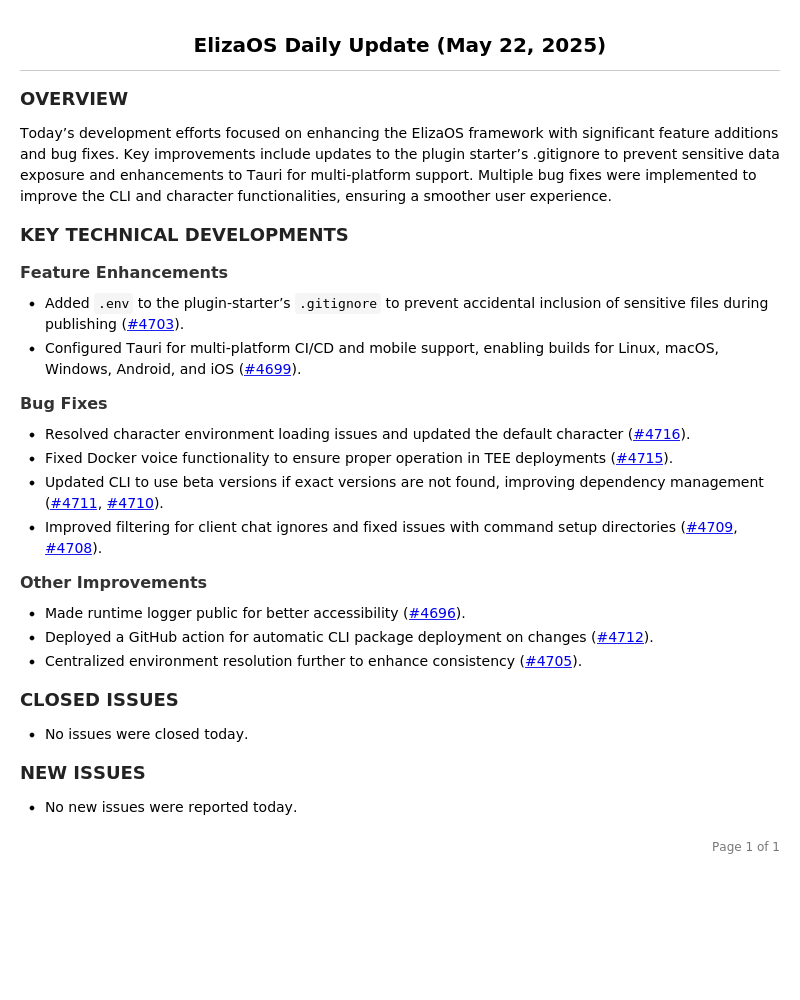 ElizaOS Daily Update (May 22, 2025)
OVERVIEW
Today’s development efforts focused on enhancing the ElizaOS framework with significant feature additions
and bug fixes. Key improvements include updates to the plugin starter’s .gitignore to prevent sensitive data
exposure and enhancements to Tauri for multi-platform support. Multiple bug fixes were implemented to
improve the CLI and character functionalities, ensuring a smoother user experience.
KEY TECHNICAL DEVELOPMENTS
Feature Enhancements
• Added .env to the plugin-starter’s .gitignore to prevent accidental inclusion of sensitive files during
publishing (#4703).
• Configured Tauri for multi-platform CI/CD and mobile support, enabling builds for Linux, macOS,
Windows, Android, and iOS (#4699).
Bug Fixes
• Resolved character environment loading issues and updated the default character (#4716).
• Fixed Docker voice functionality to ensure proper operation in TEE deployments (#4715).
• Updated CLI to use beta versions if exact versions are not found, improving dependency management
(#4711, #4710).
• Improved filtering for client chat ignores and fixed issues with command setup directories (#4709,
#4708).
Other Improvements
• Made runtime logger public for better accessibility (#4696).
• Deployed a GitHub action for automatic CLI package deployment on changes (#4712).
• Centralized environment resolution further to enhance consistency (#4705).
CLOSED ISSUES
• No issues were closed today.
NEW ISSUES
• No new issues were reported today.
Page 1 of 1